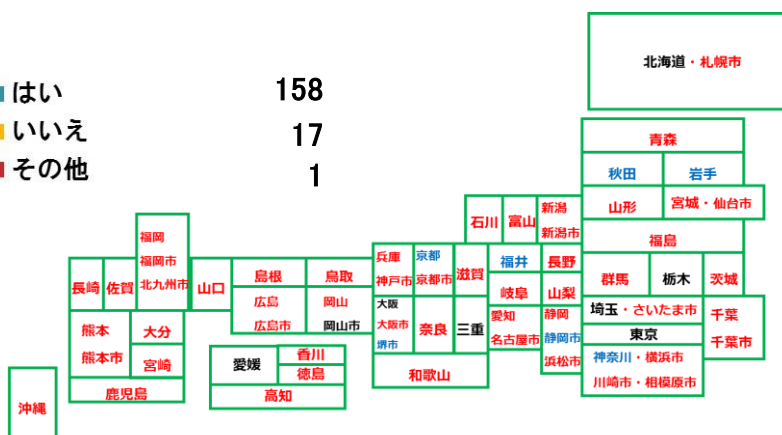 はい 158
いいえ 17
その他 1
北海道・札幌市
青森
秋田 岩手
山形 宮城・仙台市
福島
石川 富山 新潟
新潟市
福井 長野
岐阜 山梨
群馬 栃木 茨城
埼玉・さいたま市
東京
神奈川・横浜市
川崎市・相模原市
千葉
千葉市
愛知
名古屋市
静岡
静岡市
浜松市
兵庫
神戸市
京都
京都市
滋賀
大阪
大阪市
堺市
奈良 三重
和歌山
島根 鳥取
広島
広島市
岡山
岡山市
山口
愛媛 香川
徳島
高知
福岡
福岡市
北九州市
長崎 佐賀
熊本
熊本市
大分
宮崎
鹿児島
沖縄